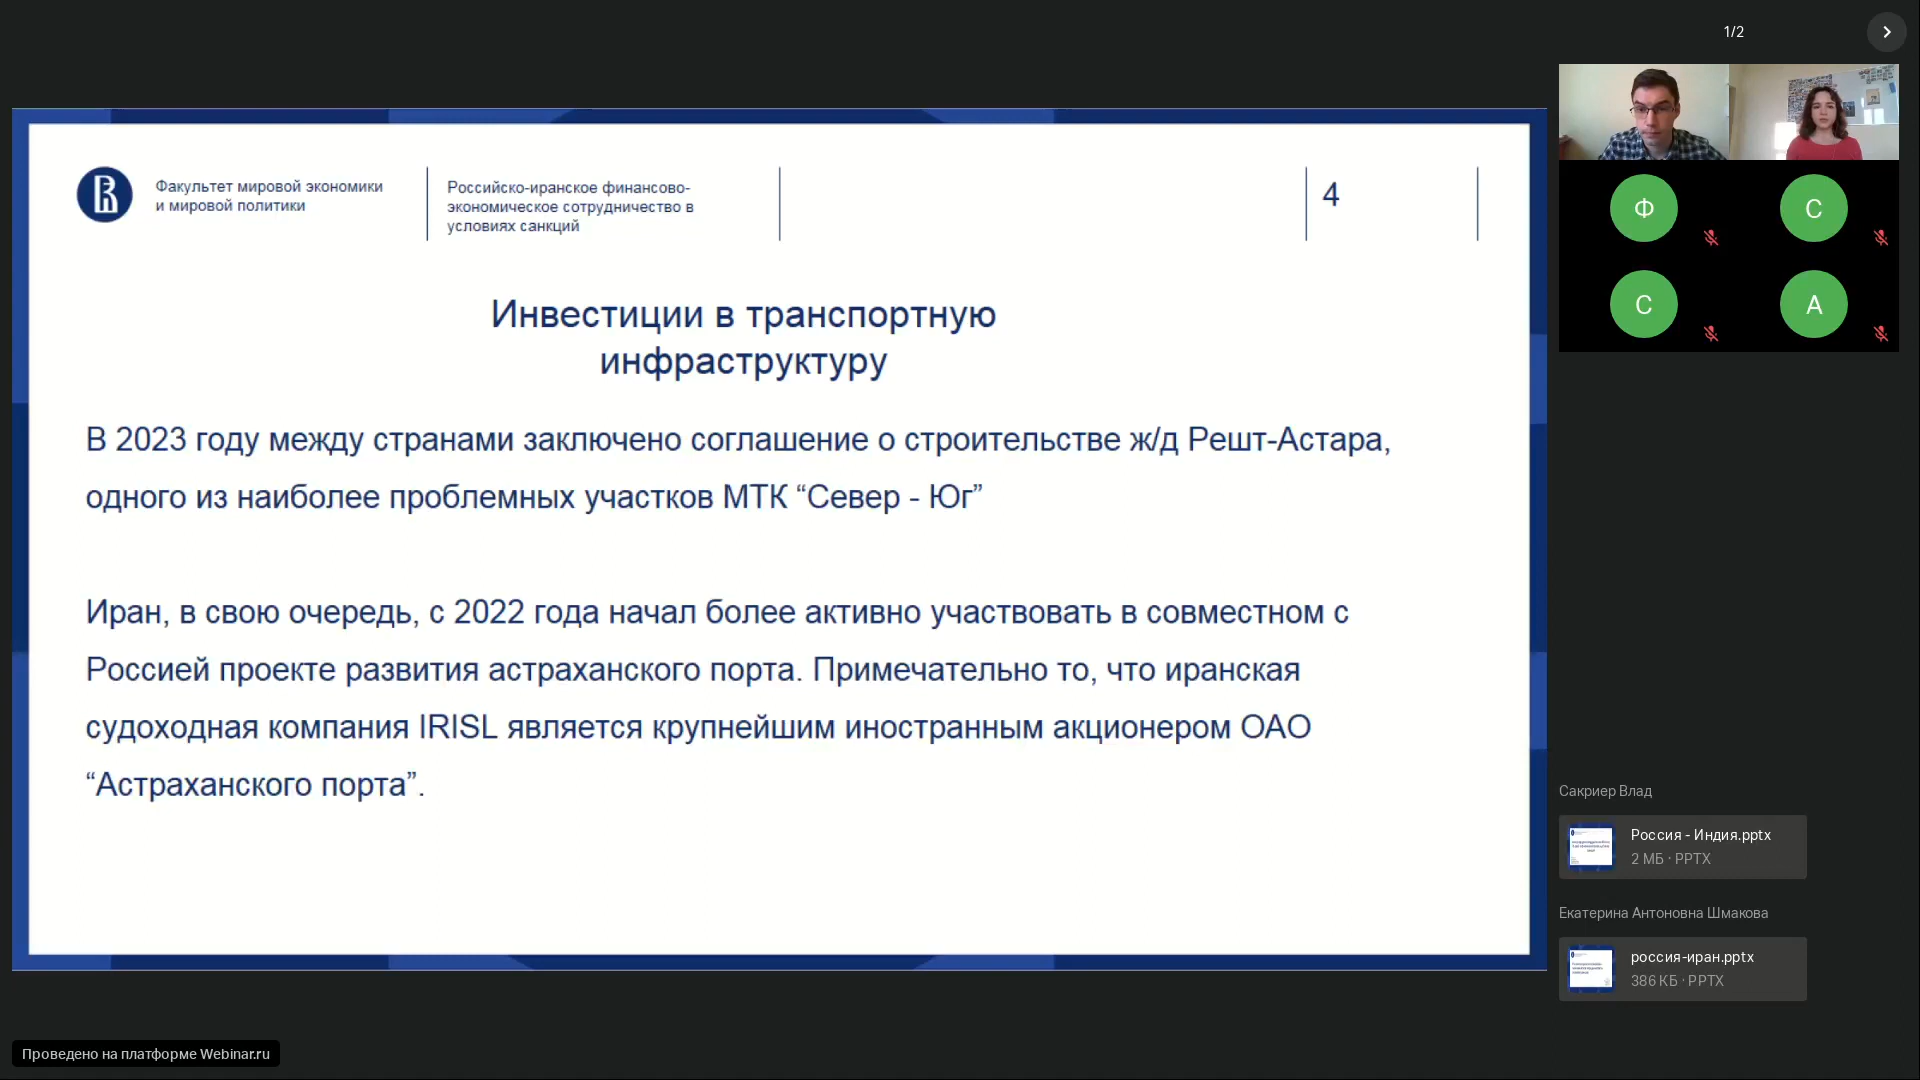 1/2
Факультет мировой экономики
и мировой политики
Российско-иранское финансово-
экономическое сотрудничество в
условиях санкций
4
Инвестиции в транспортную
инфраструктуру
В 2023 году между странами заключено соглашение о строительстве ж/д Решт-Астара,
одного из наиболее проблемных участков МТК “Север - Юг”
Иран, в свою очередь, с 2022 года начал более активно участвовать в совместном с
Россией проекте развития астраханского порта. Примечательно то, что иранская
судоходная компания IRISL является крупнейшим иностранным акционером ОАО
“Астраханского порта”.
Ф
С
С
А
Сакриер Влад
Россия - Индия.pptx
2 МБ · PPTX
Екатерина Антоновна Шмакова
россия-иран.pptx
386 КБ · PPTX
Проведено на платформе Webinar.ru